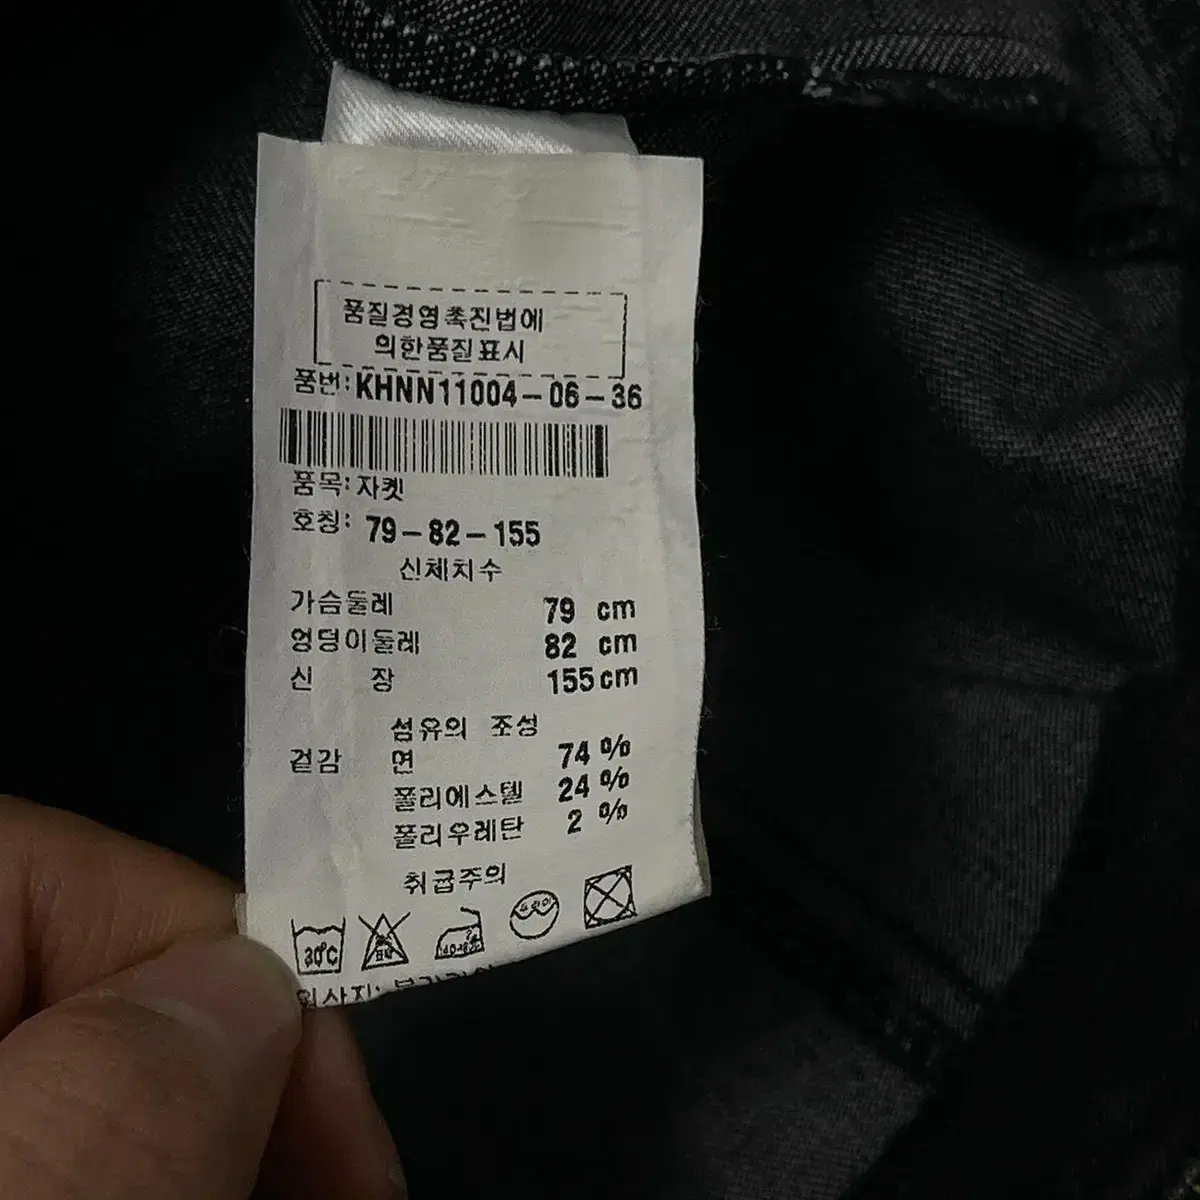 품질경영촉진법에
의한품질표시
품번: KHNN11004-06-36
품목: 자켓
호칭: 79-82-155
신체치수
가슴둘레 79 cm
엉덩이둘레 82 cm
신 장 155 cm
섬유의 조성
겉감 면 74 %
폴리에스텔 24 %
폴리우레탄 2 %
취급주의
30℃